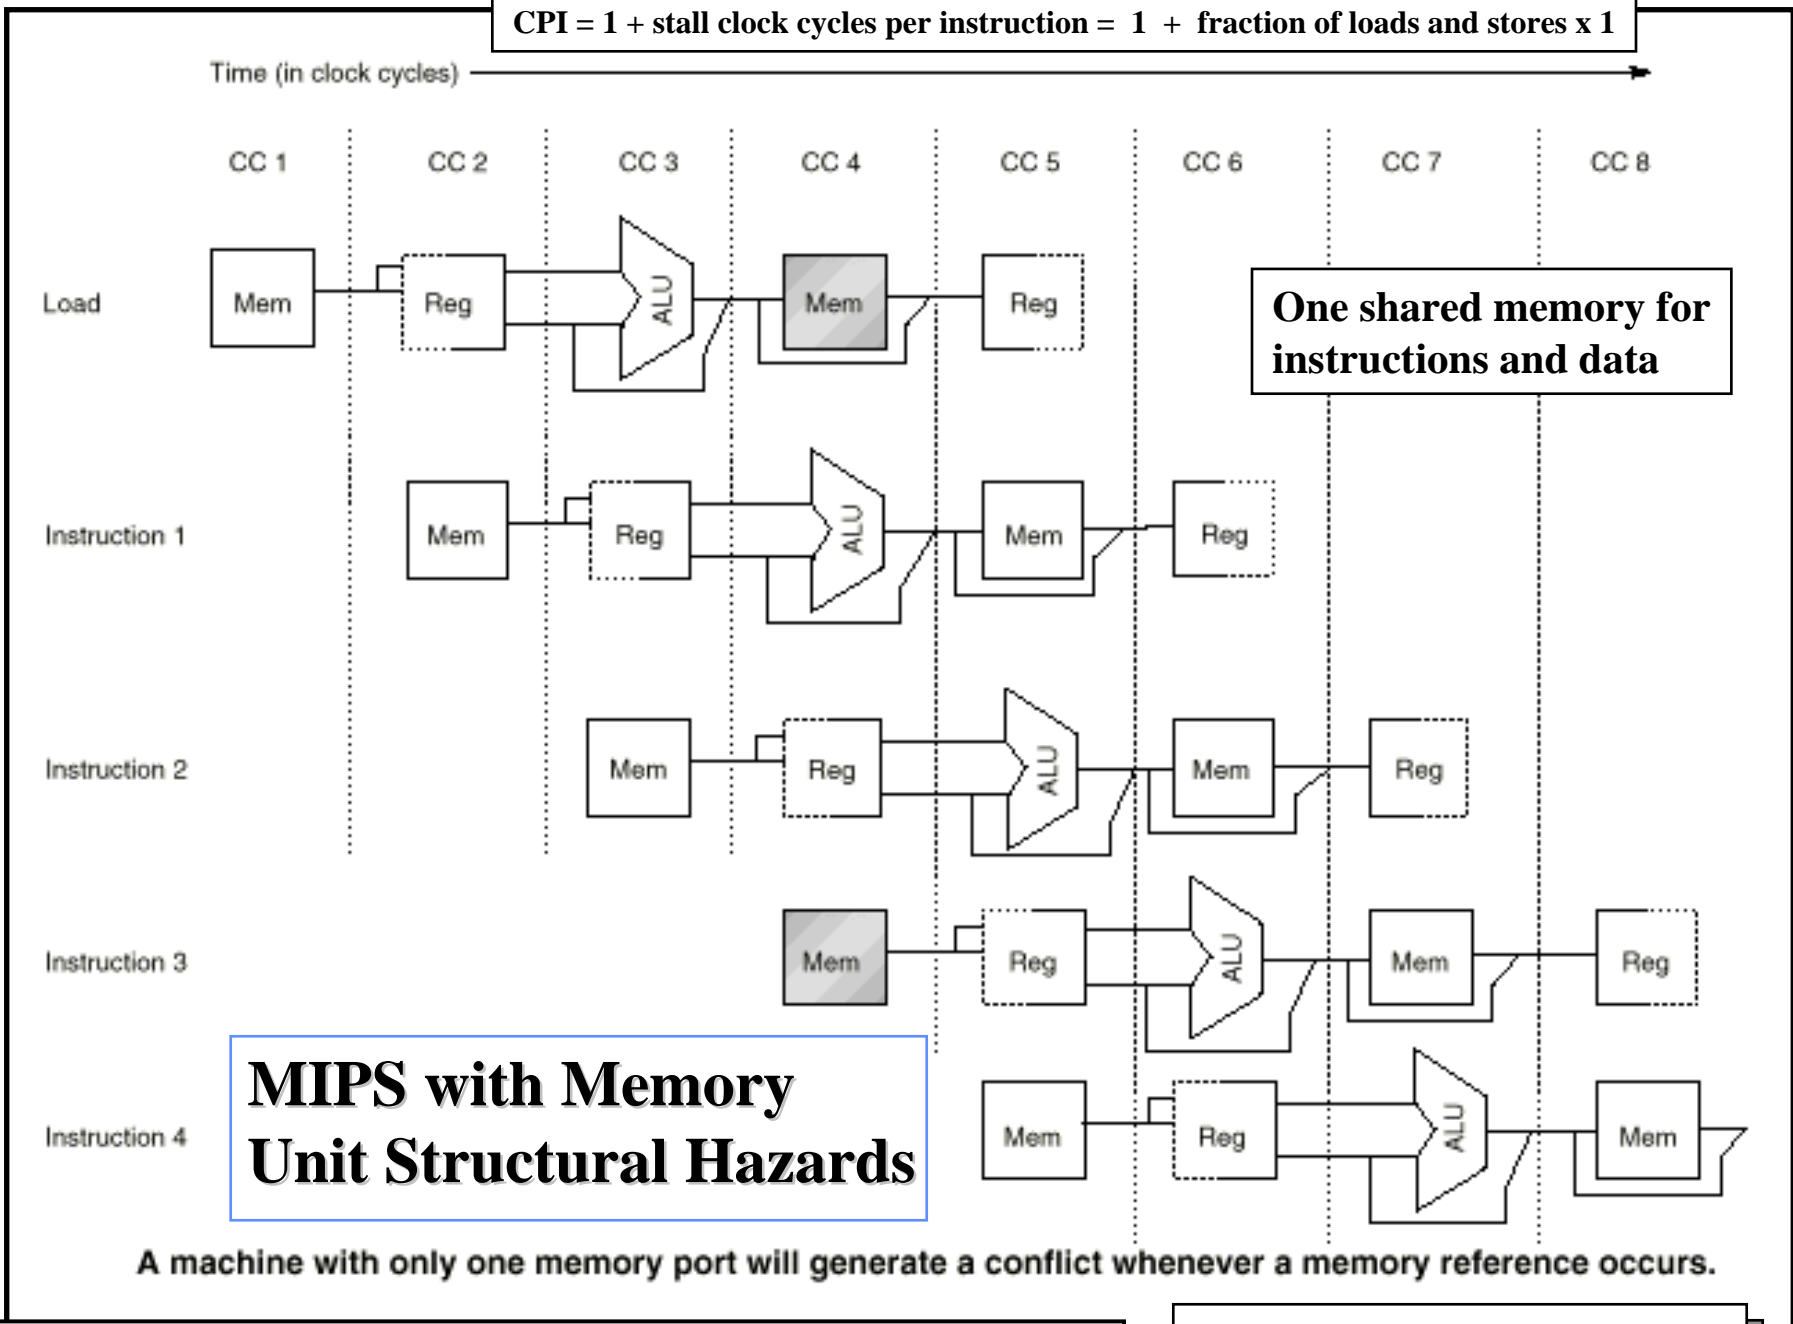 CPI = 1 + stall clock cycles per instruction = 1 + fraction of loads and stores x 1
Time (in clock cycles)
CC 1 CC 2 CC 3 CC 4 CC 5 CC 6 CC 7 CC 8
Load Mem Reg ALU Mem Reg
One shared memory for
instructions and data
Instruction 1 Mem Reg ALU Mem Reg
Instruction 2 Mem Reg ALU Mem Reg
Instruction 3 Mem Reg ALU Mem Reg
MIPS with Memory
Unit Structural Hazards
Instruction 4 Mem Reg ALU Mem
A machine with only one memory port will generate a conflict whenever a memory reference occurs.